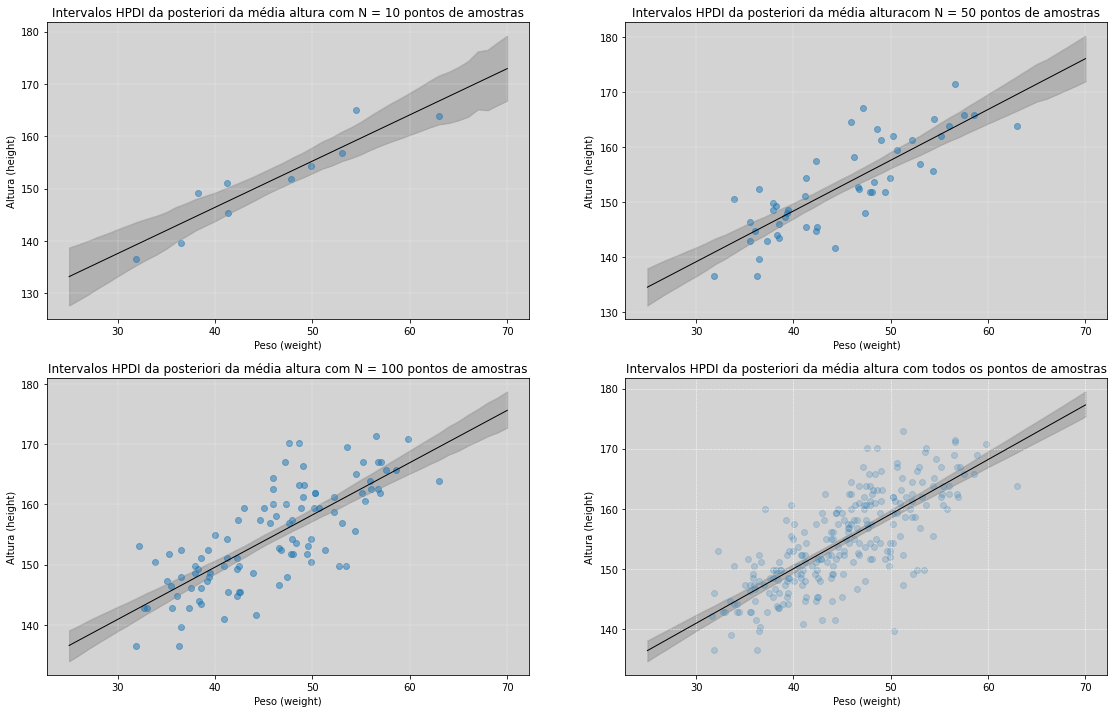 Intervalos HPDI da posteriori da média altura com N = 10 pontos de amostras
180
170
160
150
140
130
Altura (height)
30 40 50 60 70
Peso (weight)
Intervalos HPDI da posteriori da média alturacom N = 50 pontos de amostras
180
170
160
150
140
130
Altura (height)
30 40 50 60 70
Peso (weight)
Intervalos HPDI da posteriori da média altura com N = 100 pontos de amostras
180
170
160
150
140
Altura (height)
30 40 50 60 70
Peso (weight)
Intervalos HPDI da posteriori da média altura com todos os pontos de amostras
180
170
160
150
140
Altura (height)
30 40 50 60 70
Peso (weight)